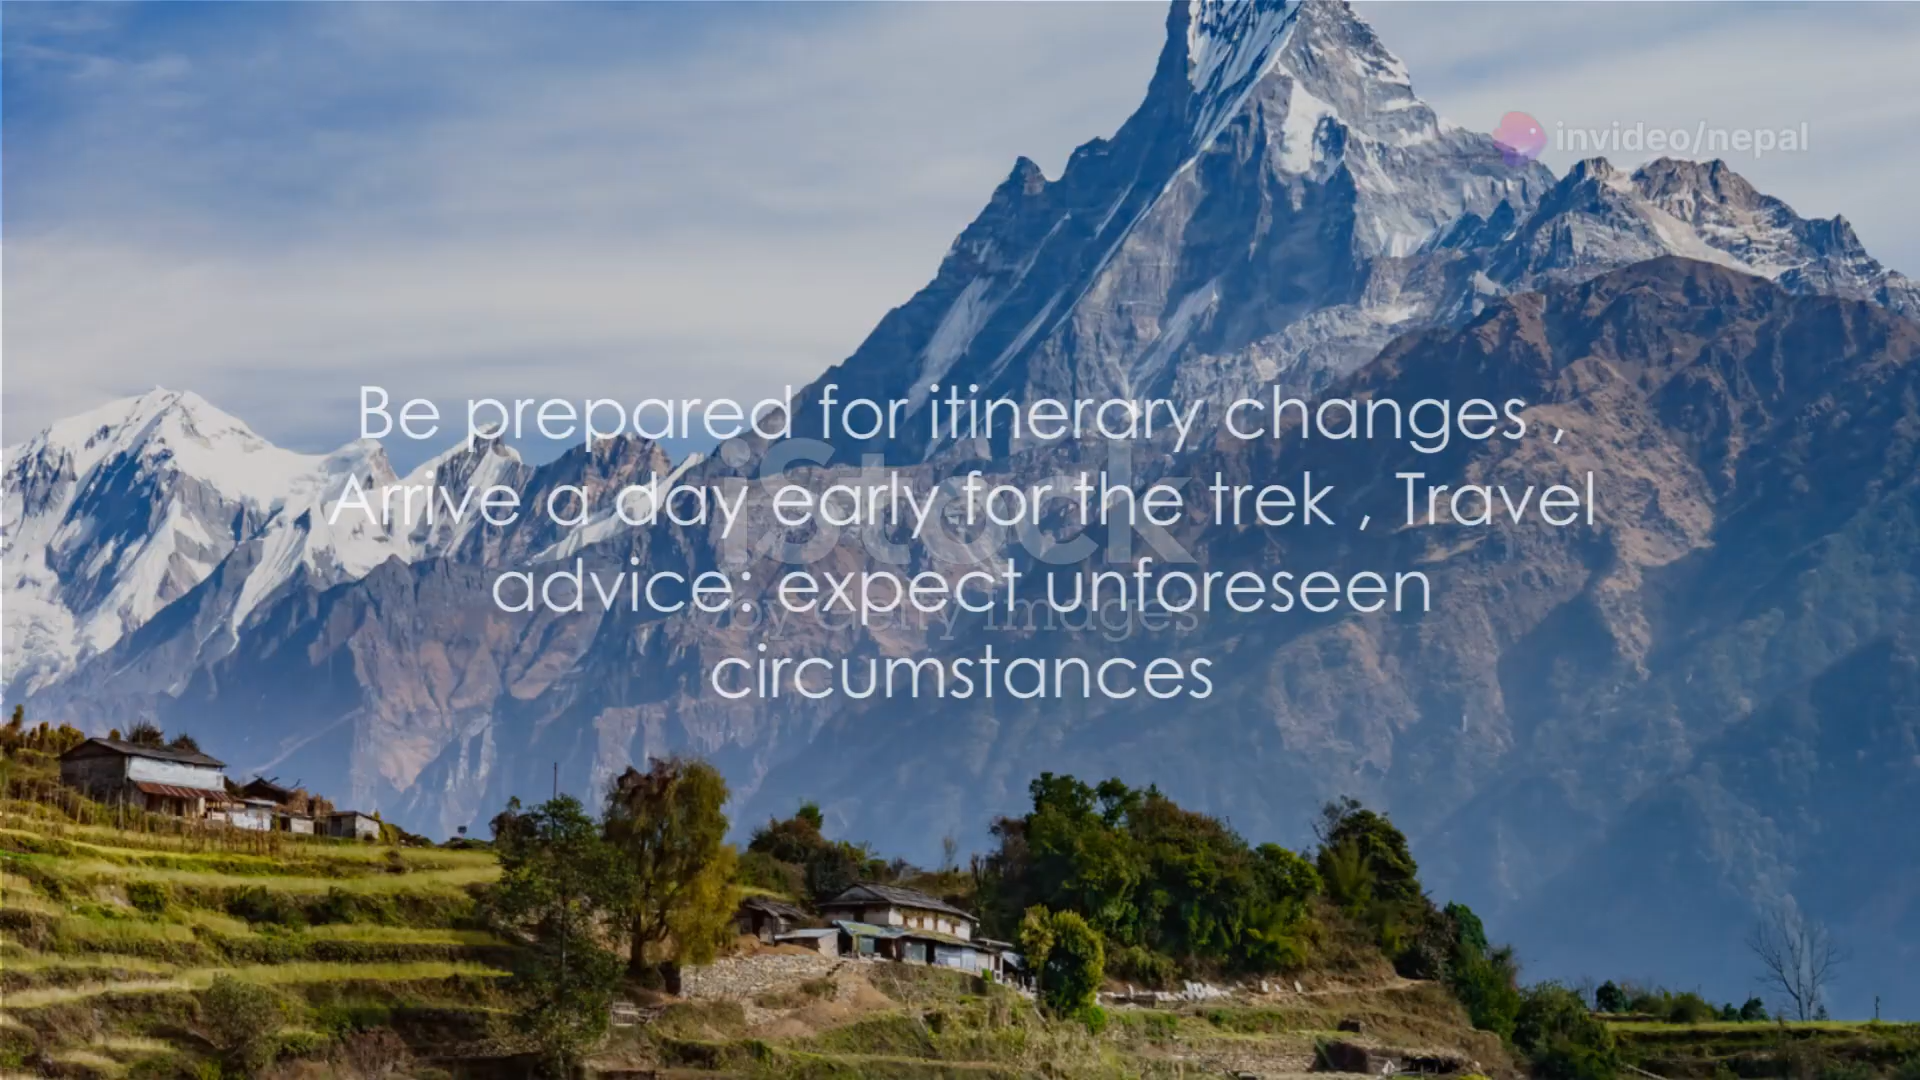 invideo/nepal
Be prepared for itinerary changes ,
Arrive a day early for the trek , Travel
advice: expect unforeseen
circumstances
iStock
by Getty Images